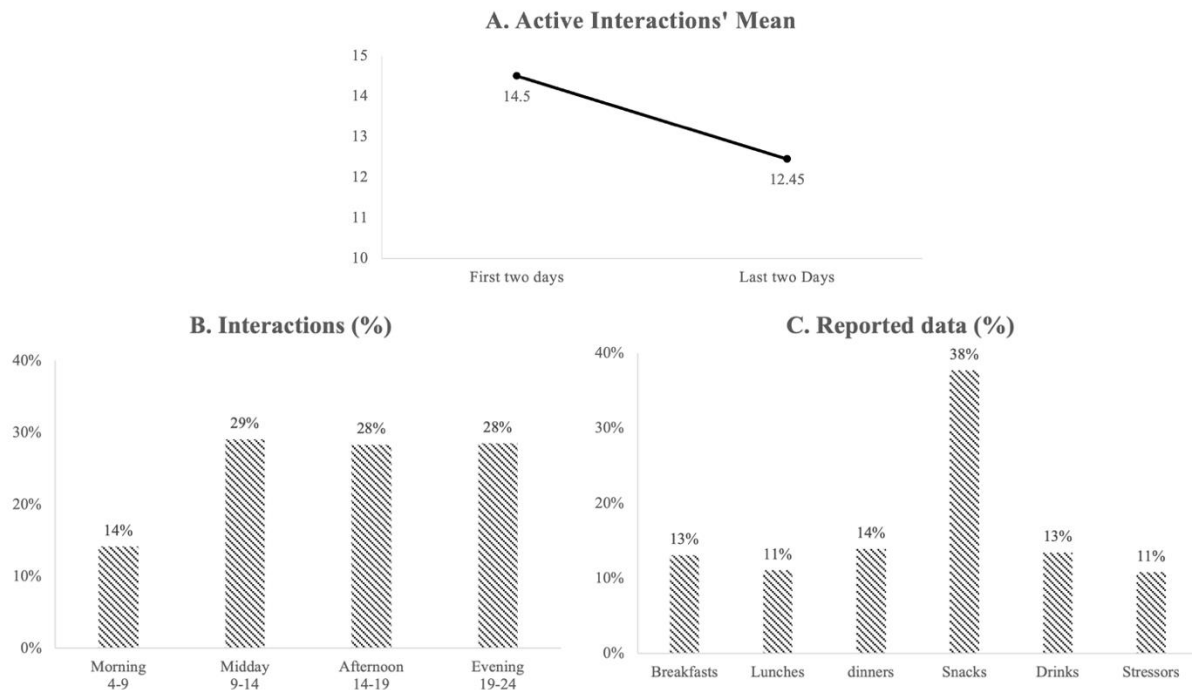 A. Active Interactions' Mean
15
14
13
12
11
10
14.5
12.45
First two days
Last two Days
B. Interactions (%)
40%
30%
20%
10%
0%
14%
29%
28%
28%
Morning
4-9
Midday
9-14
Afternoon
14-19
Evening
19-24
C. Reported data (%)
40%
30%
20%
10%
0%
13%
11%
14%
38%
13%
11%
Breakfasts
Lunches
dinners
Snacks
Drinks
Stressors